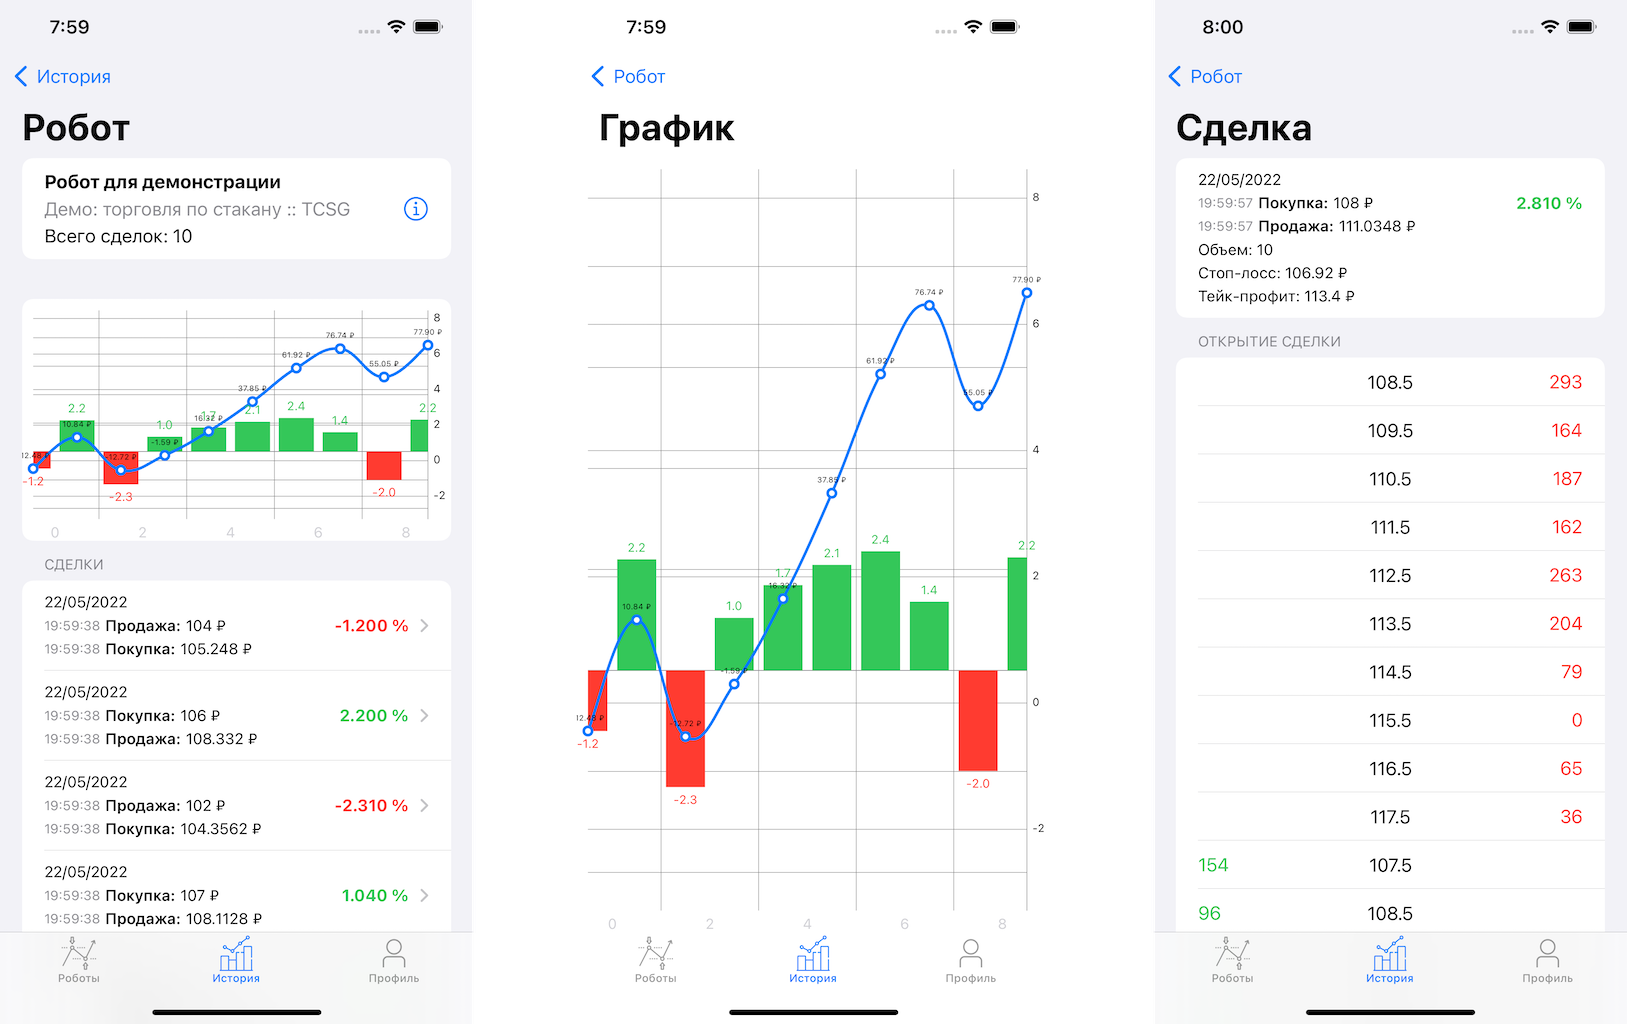 7:59
История
Робот
Робот для демонстрации
Демо: торговля по стакану :: TCSG
Всего сделок: 10
8
77.90 ₽
76.74 ₽
6
61.92 ₽
55.05 ₽
4
37.85 ₽
2.2
10.84 ₽
1.0
-1.59 ₽
1.7
16.32 ₽
2.1
2.4
1.4
2.2
2
12.48 ₽
-12.72 ₽
0
-1.2
-2.3
-2.0
-2
0 2 4 6 8
СДЕЛКИ
22/05/2022
19:59:38 Продажа: 104 ₽
-1.200 %
19:59:38 Покупка: 105.248 ₽
22/05/2022
19:59:38 Покупка: 106 ₽
2.200 %
19:59:38 Продажа: 108.332 ₽
22/05/2022
19:59:38 Продажа: 102 ₽
-2.310 %
19:59:38 Покупка: 104.3562 ₽
22/05/2022
19:59:38 Покупка: 107 ₽
1.040 %
19:59:38 Продажа: 108.1128 ₽
Роботы
История
Профиль
7:59
Робот
График
8
77.90 ₽
76.74 ₽
6
61.92 ₽
55.05 ₽
4
37.85 ₽
2.2
2.4
2.1
2.2
1.7
2
16.32 ₽
1.4
1.0
10.84 ₽
-1.59 ₽
0
12.48 ₽
-12.72 ₽
-1.2
-2.3
-2.0
-2
0 2 4 6 8
Роботы
История
Профиль
8:00
Робот
Сделка
22/05/2022
19:59:57 Покупка: 108 ₽
2.810 %
19:59:57 Продажа: 111.0348 ₽
Объем: 10
Стоп-лосс: 106.92 ₽
Тейк-профит: 113.4 ₽
ОТКРЫТИЕ СДЕЛКИ
108.5 293
109.5 164
110.5 187
111.5 162
112.5 263
113.5 204
114.5 79
115.5 0
116.5 65
117.5 36
154 107.5
96 108.5
Роботы
История
Профиль